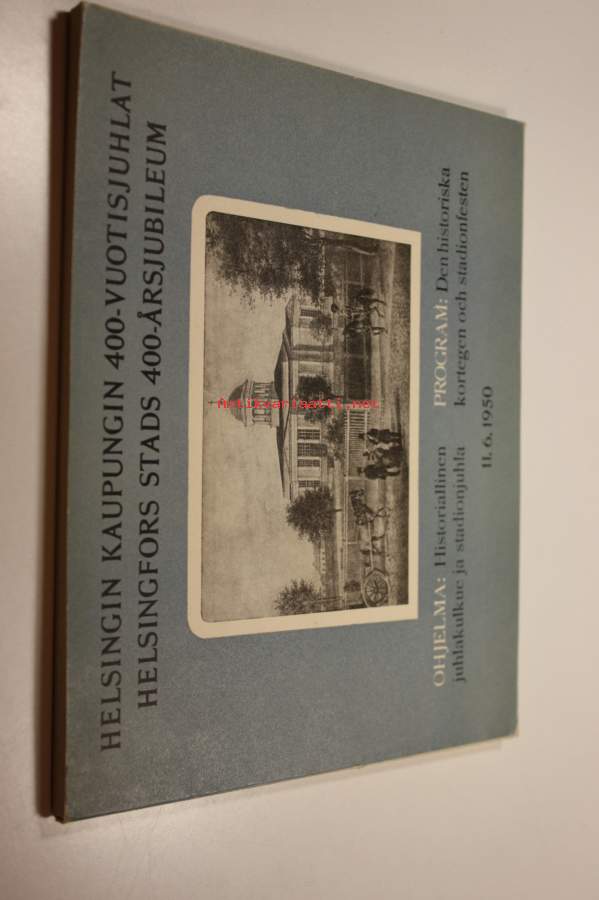 HELSINGIN KAUPUNGIN 400-VUOTISJUHLAT
HELSINGFORS STADS 400-ÅRSJUBILEUM
Antikvariaatti.net
OHJELMA: Historiallinen
juhlakulkue ja stadionjuhla
PROGRAM: Den historiska
kortegen och stadionfesten
11. 6. 1950